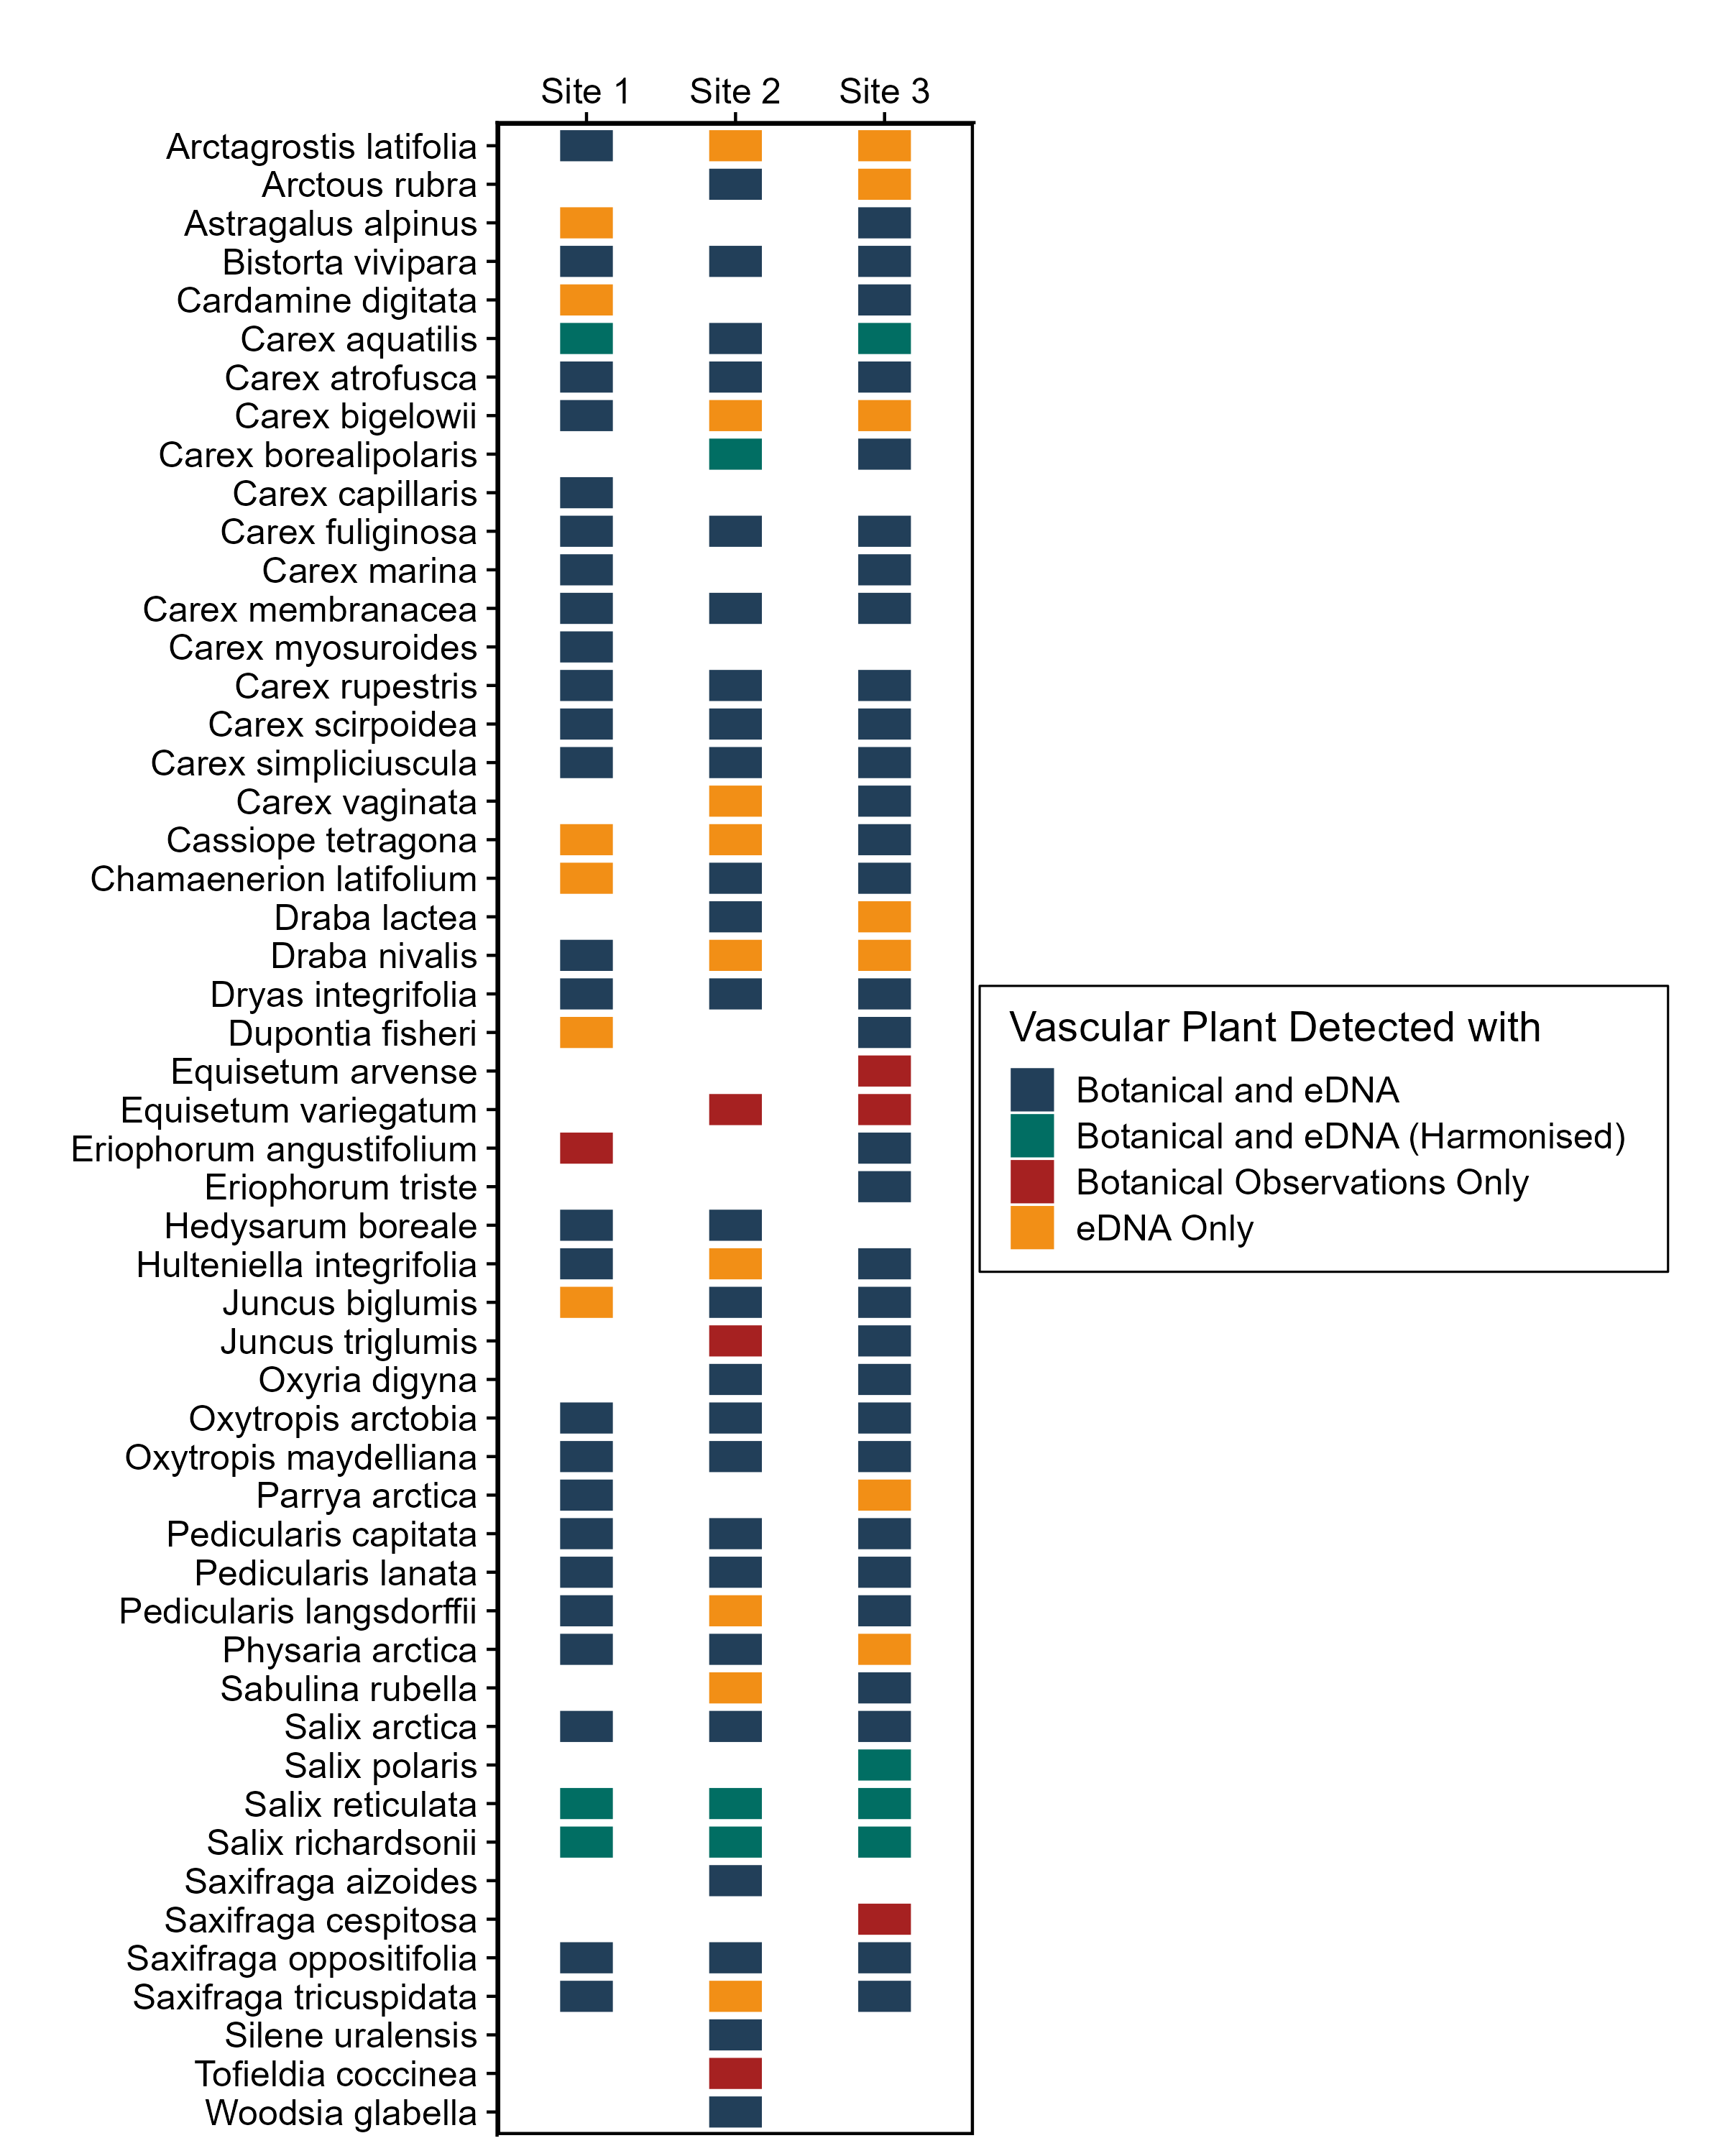 Site 1 Site 2 Site 3
Arctagrostis latifolia
Arctous rubra
Astragalus alpinus
Bistorta vivipara
Cardamine digitata
Carex aquatilis
Carex atrofusca
Carex bigelowii
Carex borealipolaris
Carex capillaris
Carex fuliginosa
Carex marina
Carex membranacea
Carex myosuroides
Carex rupestris
Carex scirpoidea
Carex simpliciuscula
Carex vaginata
Cassiope tetragona
Chamaenerion latifolium
Draba lactea
Draba nivalis
Dryas integrifolia
Dupontia fisheri
Equisetum arvense
Equisetum variegatum
Eriophorum angustifolium
Eriophorum triste
Hedysarum boreale
Hulteniella integrifolia
Juncus biglumis
Juncus triglumis
Oxyria digyna
Oxytropis arctobia
Oxytropis maydelliana
Parrya arctica
Pedicularis capitata
Pedicularis lanata
Pedicularis langsdorffii
Physaria arctica
Sabulina rubella
Salix arctica
Salix polaris
Salix reticulata
Salix richardsonii
Saxifraga aizoides
Saxifraga cespitosa
Saxifraga oppositifolia
Saxifraga tricuspidata
Silene uralensis
Tofieldia coccinea
Woodsia glabella
Vascular Plant Detected with
Botanical and eDNA
Botanical and eDNA (Harmonised)
Botanical Observations Only
eDNA Only